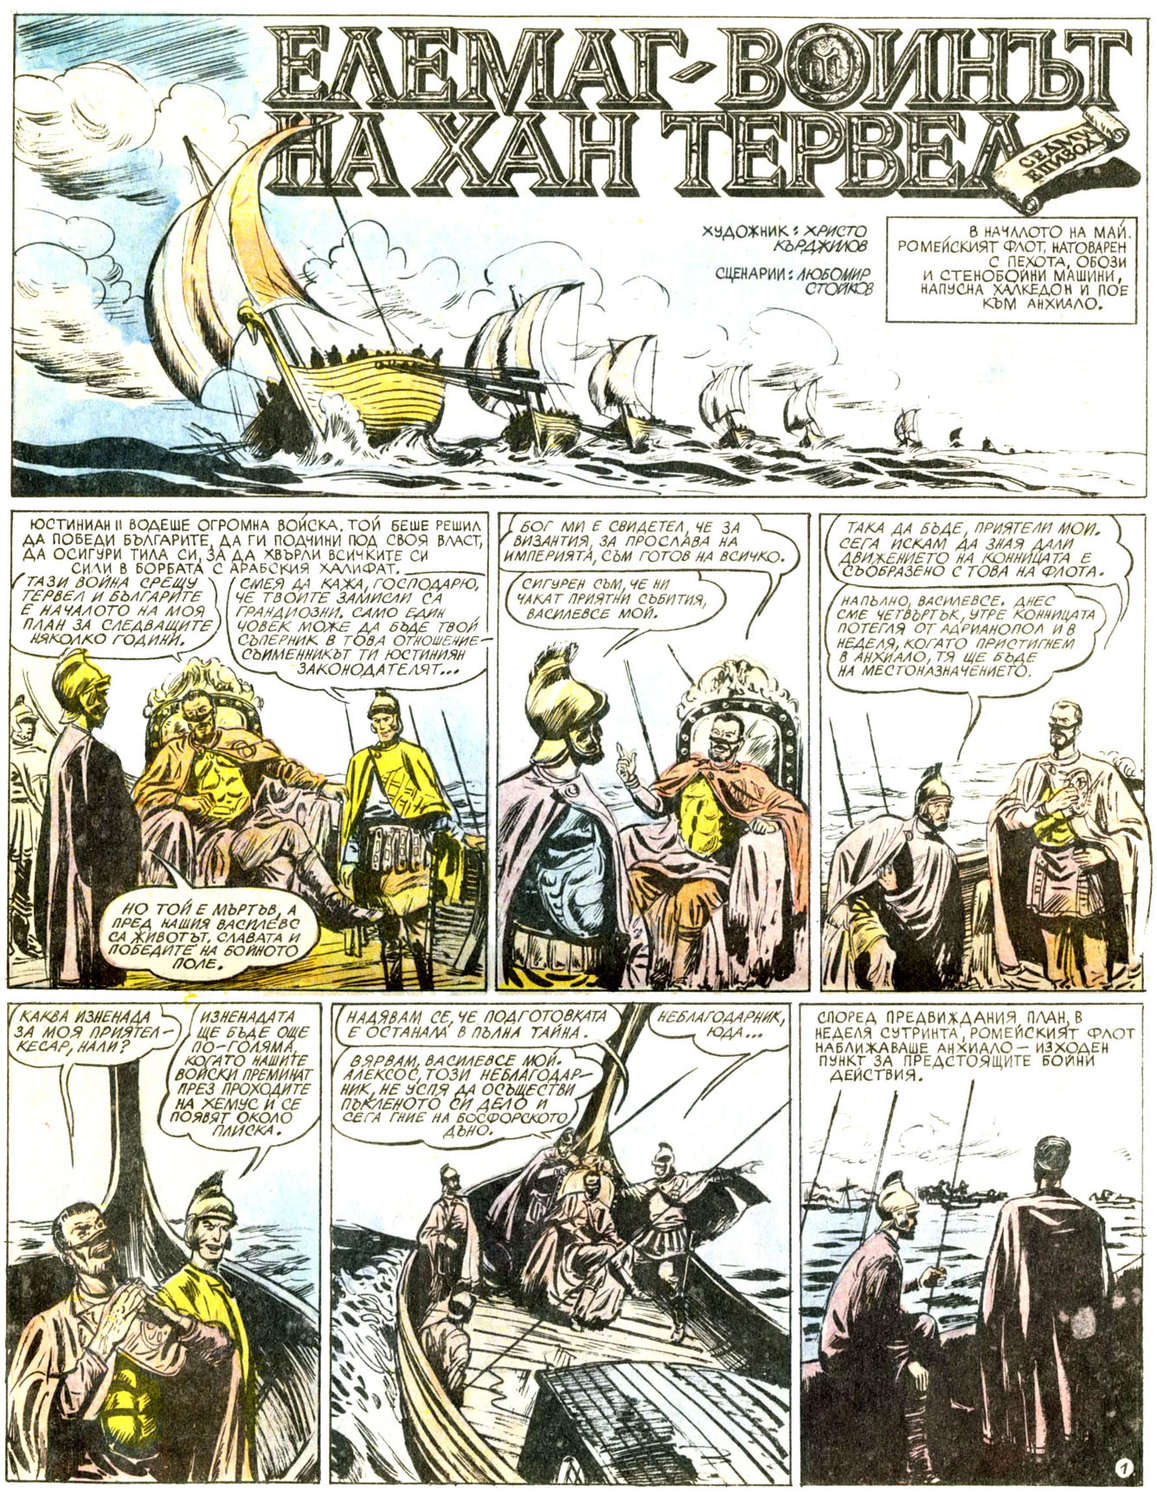 ЕЛЕМАГ-ВОИНЪТ
НА ХАН ТЕРВЕЛ
СЕДМИ
ЕПИЗОД
ХУДОЖНИК: ХРИСТО
КЪРДЖИЛОВ
СЦЕНАРИИ: ЛЮБОМИР
СТОЙКОВ
В НАЧАЛОТО НА МАЙ.
РОМЕЙСКИЯТ ФЛОТ, НАТОВАРЕН
С ПЕХОТА, ОБОЗИ
И СТЕНОБОЙНИ МАШИНИ,
НАПУСНА ХАЛКЕДОН И ПОЕ
КЪМ АНХИАЛО.
ЮСТИНИАН II ВОДЕШЕ ОГРОМНА ВОЙСКА. ТОЙ БЕШЕ РЕШИЛ
ДА ПОБЕДИ БЪЛГАРИТЕ, ДА ГИ ПОДЧИНИ ПОД СВОЯ ВЛАСТ,
ДА ОСИГУРИ ТИЛА СИ, ЗА ДА ХВЪРЛИ ВСИЧКИТЕ СИ
СИЛИ В БОРБАТА С АРАБСКИЯ ХАЛИФАТ.
ТАЗИ ВОЙНА СРЕЩУ
ТЕРВЕЛ И БЪЛГАРИТЕ
Е НАЧАЛОТО НА МОЯ
ПЛАН ЗА СЛЕДВАЩИТЕ
НЯКОЛКО ГОДИНИ.
СМЕЯ ДА КАЖА, ГОСПОДАРЮ,
ЧЕ ТВОИТЕ ЗАМИСЛИ СА
ГРАНДИОЗНИ. САМО ЕДИН
ЧОВЕК МОЖЕ ДА БЪДЕ ТВОЙ
СЪПЕРНИК В ТОВА ОТНОШЕНИЕ-
СЪИМЕННИКЪТ ТИ ЮСТИНИЯН
ЗАКОНОДАТЕЛЯТ...
НО ТОЙ Е МЪРТЪВ, А
ПРЕД НАШИЯ ВАСИЛЕВС
СА ЖИВОТЪТ, СЛАВАТА И
ПОБЕДИТЕ НА БОЙНОТО
ПОЛЕ.
БОГ МИ Е СВИДЕТЕЛ, ЧЕ ЗА
ВИЗАНТИЯ, ЗА ПРОСЛАВА НА
ИМПЕРИЯТА, СЪМ ГОТОВ НА ВСИЧКО.
СИГУРЕН СЪМ, ЧЕ НИ
ЧАКАТ ПРИЯТНИ СЪБИТИЯ,
ВАСИЛЕВСЕ МОЙ.
ТАКА ДА БЪДЕ, ПРИЯТЕЛИ МОИ.
СЕГА ИСКАМ ДА ЗНАЯ ДАЛИ
ДВИЖЕНИЕТО НА КОННИЦАТА Е
СЪОБРАЗЕНО С ТОВА НА ФЛОТА.
НАПЪЛНО, ВАСИЛЕВСЕ. ДНЕС
СМЕ ЧЕТВЪРТЪК, УТРЕ КОННИЦАТА
ПОТЕГЛЯ ОТ АДРИАНОПОЛ И В
НЕДЕЛЯ, КОГАТО ПРИСТИГНЕМ
В АНХИАЛО, ТЯ ЩЕ БЪДЕ
НА МЕСТОНАЗНАЧЕНИЕТО.
КАКВА ИЗНЕНАДА
ЗА МОЯ ПРИЯТЕЛ-
КЕСАР, НАЛИ?
ИЗНЕНАДАТА
ЩЕ БЪДЕ ОЩЕ
ПО-ГОЛЯМА,
КОГАТО НАШИТЕ
ВОЙСКИ ПРЕМИНАТ
ПРЕЗ ПРОХОДИТЕ
НА ХЕМУС И СЕ
ПОЯВЯТ ОКОЛО
ПЛИСКА.
НАДЯВАМ СЕ, ЧЕ ПОДГОТОВКАТА
Е ОСТАНАЛА В ПЪЛНА ТАЙНА.
ВЯРВАМ, ВАСИЛЕВСЕ МОЙ.
АЛЕКСОС, ТОЗИ НЕБЛАГОДАР-
НИК, НЕ УСПЯ ДА ОСЪЩЕСТВИ
ПЪКЛЕНОТО СИ ДЕЛО И
СЕГА ГНИЕ НА БОСФОРСКОТО
ДЪНО.
НЕБЛАГОДАРНИК,
ЮДА...
СПОРЕД ПРЕДВИЖДАНИЯ ПЛАН, В
НЕДЕЛЯ СУТРИНТА, РОМЕЙСКИЯТ ФЛОТ
НАБЛИЖАВАШЕ АНХИАЛО - ИЗХОДЕН
ПУНКТ ЗА ПРЕДСТОЯЩИТЕ БОЙНИ
ДЕЙСТВИЯ.
1